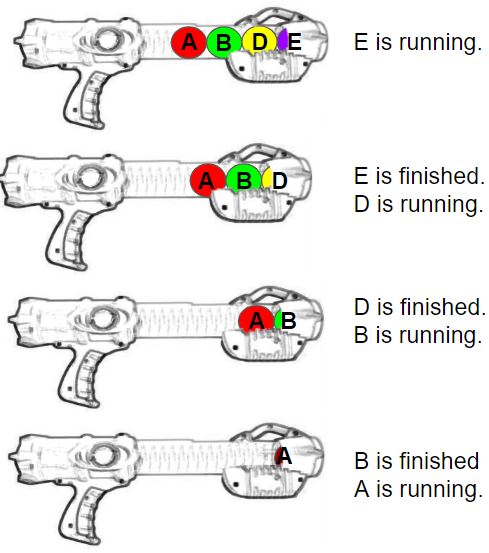 A B D E
E is running.
A B D
E is finished.
D is running.
A B
D is finished.
B is running.
A
B is finished
A is running.